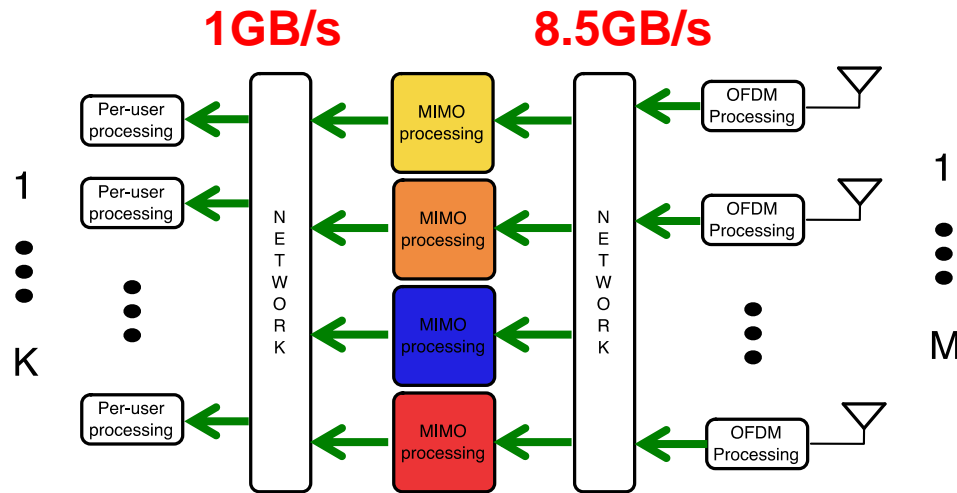 1GB/s
8.5GB/s
Per-user
processing
MIMO
processing
OFDM
Processing
1
Per-user
processing
N
E
T
W
O
R
K
MIMO
processing
N
E
T
W
O
R
K
OFDM
Processing
1
MIMO
processing
K
M
Per-user
processing
MIMO
processing
OFDM
Processing